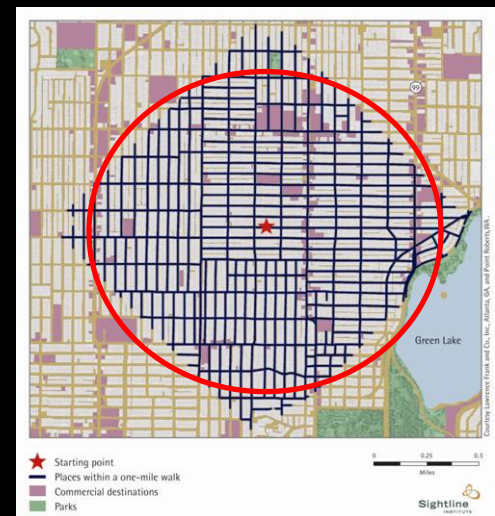 99
Green Lake
Courtesy Lawrence Frank and Co., Inc., Atlanta, GA, and Point Roberts, WA.
Starting point
Places within a one-mile walk
Commercial destinations
Parks
0 0.25 0.5
Miles
Sightline
INSTITUTE